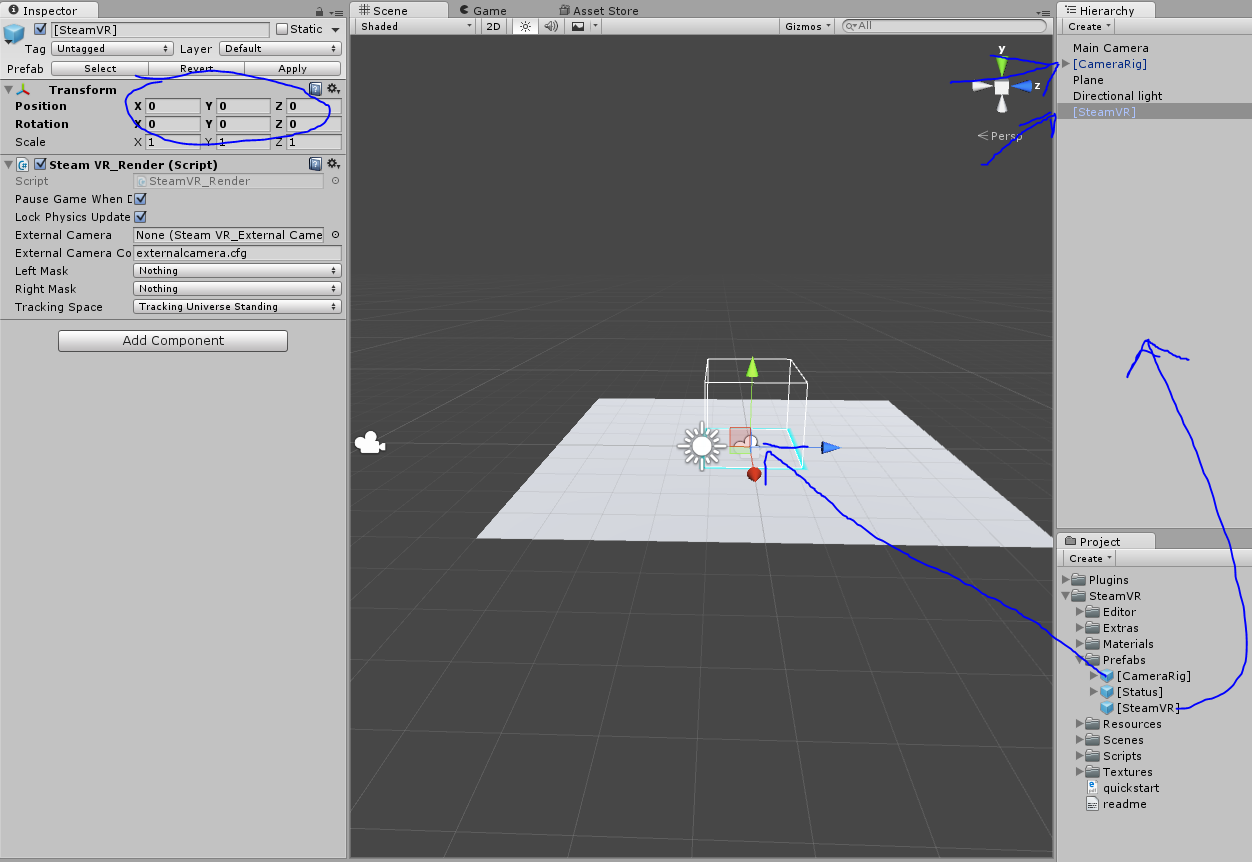 Inspector
[SteamVR] Static
Tag Untagged Layer Default
Prefab Select Revert Apply
Transform
Position X 0 Y 0 Z 0
Rotation X 0 Y 0 Z 0
Scale X 1 Y 1 Z 1
Steam VR_Render (Script)
Script SteamVR_Render
Pause Game When D
Lock Physics Update
External Camera None (Steam VR_External Came
External Camera Co externalcamera.cfg
Left Mask Nothing
Right Mask Nothing
Tracking Space Tracking Universe Standing
Add Component
Scene Game Asset Store
Shaded 2D Gizmos All
y
z
Persp
Hierarchy
Create
Main Camera
[CameraRig]
Plane
Directional light
[SteamVR]
Project
Create
Plugins
SteamVR
Editor
Extras
Materials
Prefabs
[CameraRig]
[Status]
[SteamVR]
Resources
Scenes
Scripts
Textures
quickstart
readme